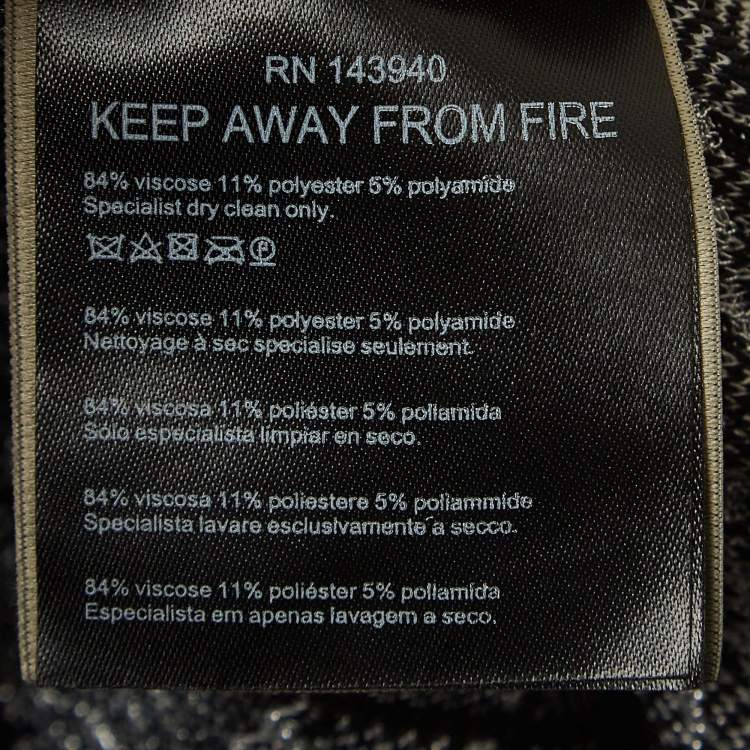 RN 143940
KEEP AWAY FROM FIRE
84% viscose 11% polyester 5% polyamide
Specialist dry clean only.
84% viscose 11% polyester 5% polyamide
Nettoyage à sec specialise seulement.
84% viscosa 11% poliéster 5% poliamida
Sólo especialista limpiar en seco.
84% viscosa 11% poliestere 5% poliammide
Specialista lavare esclusivamente a secco.
84% viscose 11% poliéster 5% poliamida
Especialista em apenas lavagem a seco.